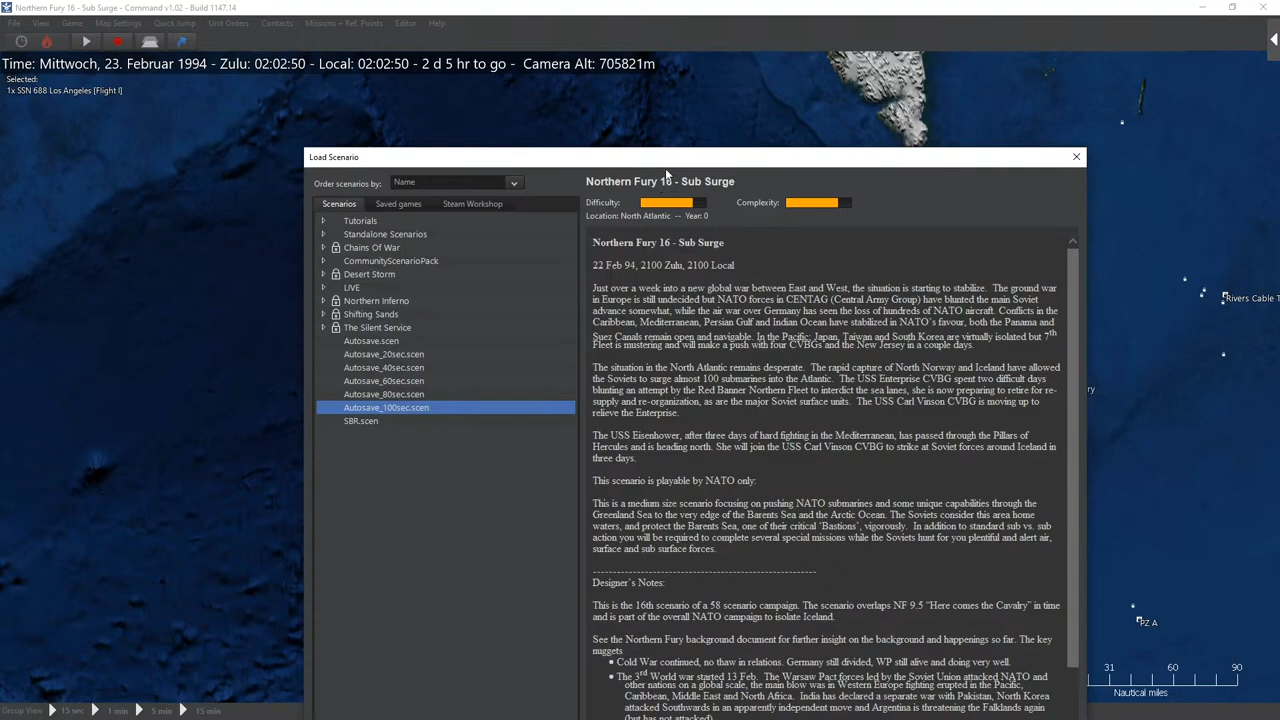 Northern Fury 16 - Sub Surge - Command v1.02 - Build 1147.14
File View Game Map Settings Quick Jump Unit Orders Contacts Missions + Ref. Points Editor Help
Time: Mittwoch, 23. Februar 1994 - Zulu: 02:02:50 - Local: 02:02:50 - 2 d 5 hr to go - Camera Alt: 705821m
Selected:
1x SSN 688 Los Angeles [Flight I]
Load Scenario
Order scenarios by: Name
Scenarios Saved games Steam Workshop
Tutorials
Standalone Scenarios
Chains Of War
CommunityScenarioPack
Desert Storm
LIVE
Northern Inferno
Shifting Sands
The Silent Service
Autosave.scen
Autosave_20sec.scen
Autosave_40sec.scen
Autosave_60sec.scen
Autosave_80sec.scen
Autosave_100sec.scen
SBR.scen
Northern Fury 16 - Sub Surge
Difficulty: Complexity:
Location: North Atlantic -- Year: 0
Northern Fury 16 - Sub Surge
22 Feb 94, 2100 Zulu, 2100 Local
Just over a week into a new global war between East and West, the situation is starting to stabilize. The ground war
in Europe is still undecided but NATO forces in CENTAG (Central Army Group) have blunted the main Soviet
advance somewhat, while the air war over Germany has seen the loss of hundreds of NATO aircraft. Conflicts in the
Caribbean, Mediterranean, Persian Gulf and Indian Ocean have stabilized in NATO's favour, both the Panama and
Suez Canals remain open and navigable. In the Pacific; Japan, Taiwan and South Korea are virtually isolated but 7th
Fleet is mustering and will make a push with four CVBGs and the New Jersey in a couple days.
The situation in the North Atlantic remains desperate. The rapid capture of North Norway and Iceland have allowed
the Soviets to surge almost 100 submarines into the Atlantic. The USS Enterprise CVBG spent two difficult days
blunting an attempt by the Red Banner Northern Fleet to interdict the sea lanes, she is now preparing to retire for re-
supply and re-organization, as are the major Soviet surface units. The USS Carl Vinson CVBG is moving up to
relieve the Enterprise.
The USS Eisenhower, after three days of hard fighting in the Mediterranean, has passed through the Pillars of
Hercules and is heading north. She will join the USS Carl Vinson CVBG to strike at Soviet forces around Iceland in
three days.
This scenario is playable by NATO only:
This is a medium size scenario focusing on pushing NATO submarines and some unique capabilities through the
Greenland Sea to the very edge of the Barents Sea and the Arctic Ocean. The Soviets consider this area home
waters, and protect the Barents Sea, one of their critical 'Bastions', vigorously. In addition to standard sub vs. sub
action you will be required to complete several special missions while the Soviets hunt for you plentiful and alert air,
surface and sub surface forces.
--------------------------------------------------------
Designer's Notes:
This is the 16th scenario of a 58 scenario campaign. The scenario overlaps NF 9.5 "Here comes the Cavalry" in time
and is part of the overall NATO campaign to isolate Iceland.
See the Northern Fury background document for further insight on the background and happenings so far. The key
nuggets
● Cold War continued, no thaw in relations. Germany still divided, WP still alive and doing very well.
● The 3rd World war started 13 Feb. The Warsaw Pact forces led by the Soviet Union attacked NATO and
other nations on a global scale, the main blow was in Western Europe fighting erupted in the Pacific,
Caribbean, Middle East and North Africa. India has declared a separate war with Pakistan, North Korea
attacked Southwards in an apparently independent move and Argentina is threatening the Falklands again
(but has not attacked)
Rivers Cable T
ry
PZ A
31 60 90
Nautical miles
Group View 15 sec 1 min 5 min 15 min